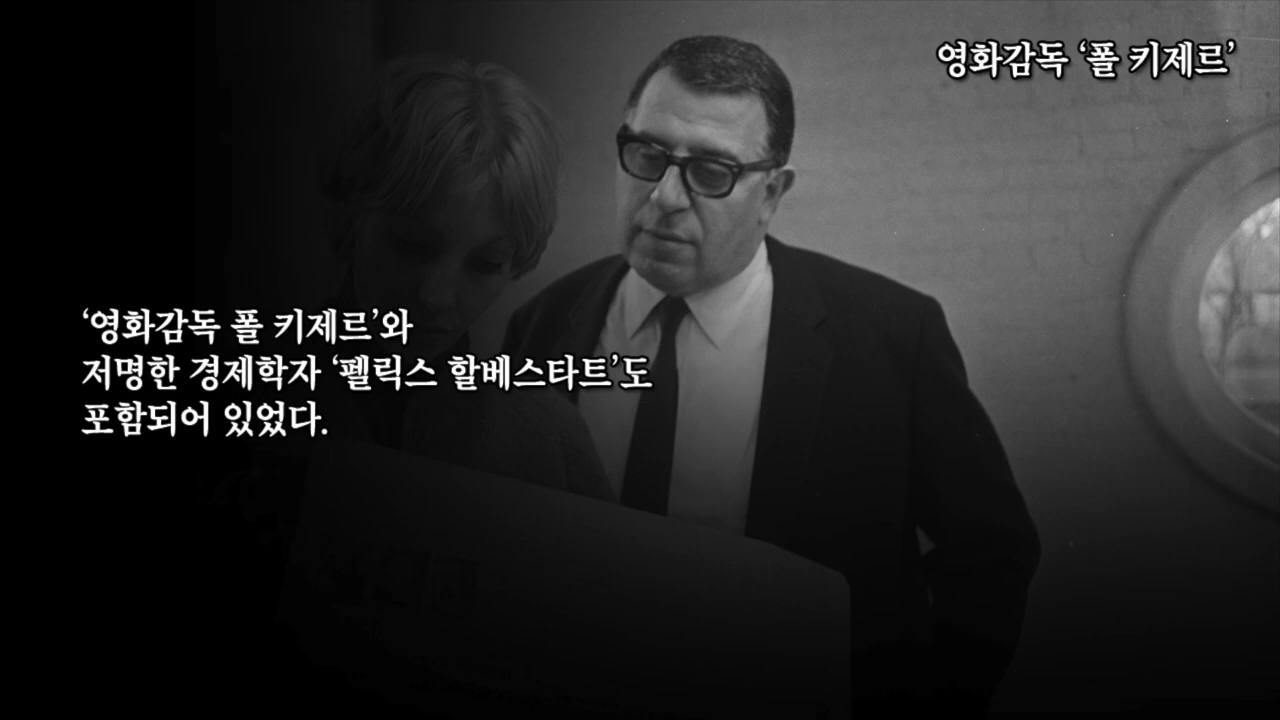 영화감독 ‘폴 키제르’
‘영화감독 폴 키제르’와
저명한 경제학자 ‘펠릭스 할베스타트’도
포함되어 있었다.